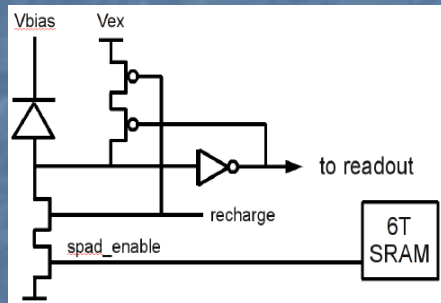 Vbias
Vex
to readout
recharge
spad_enable
6T
SRAM